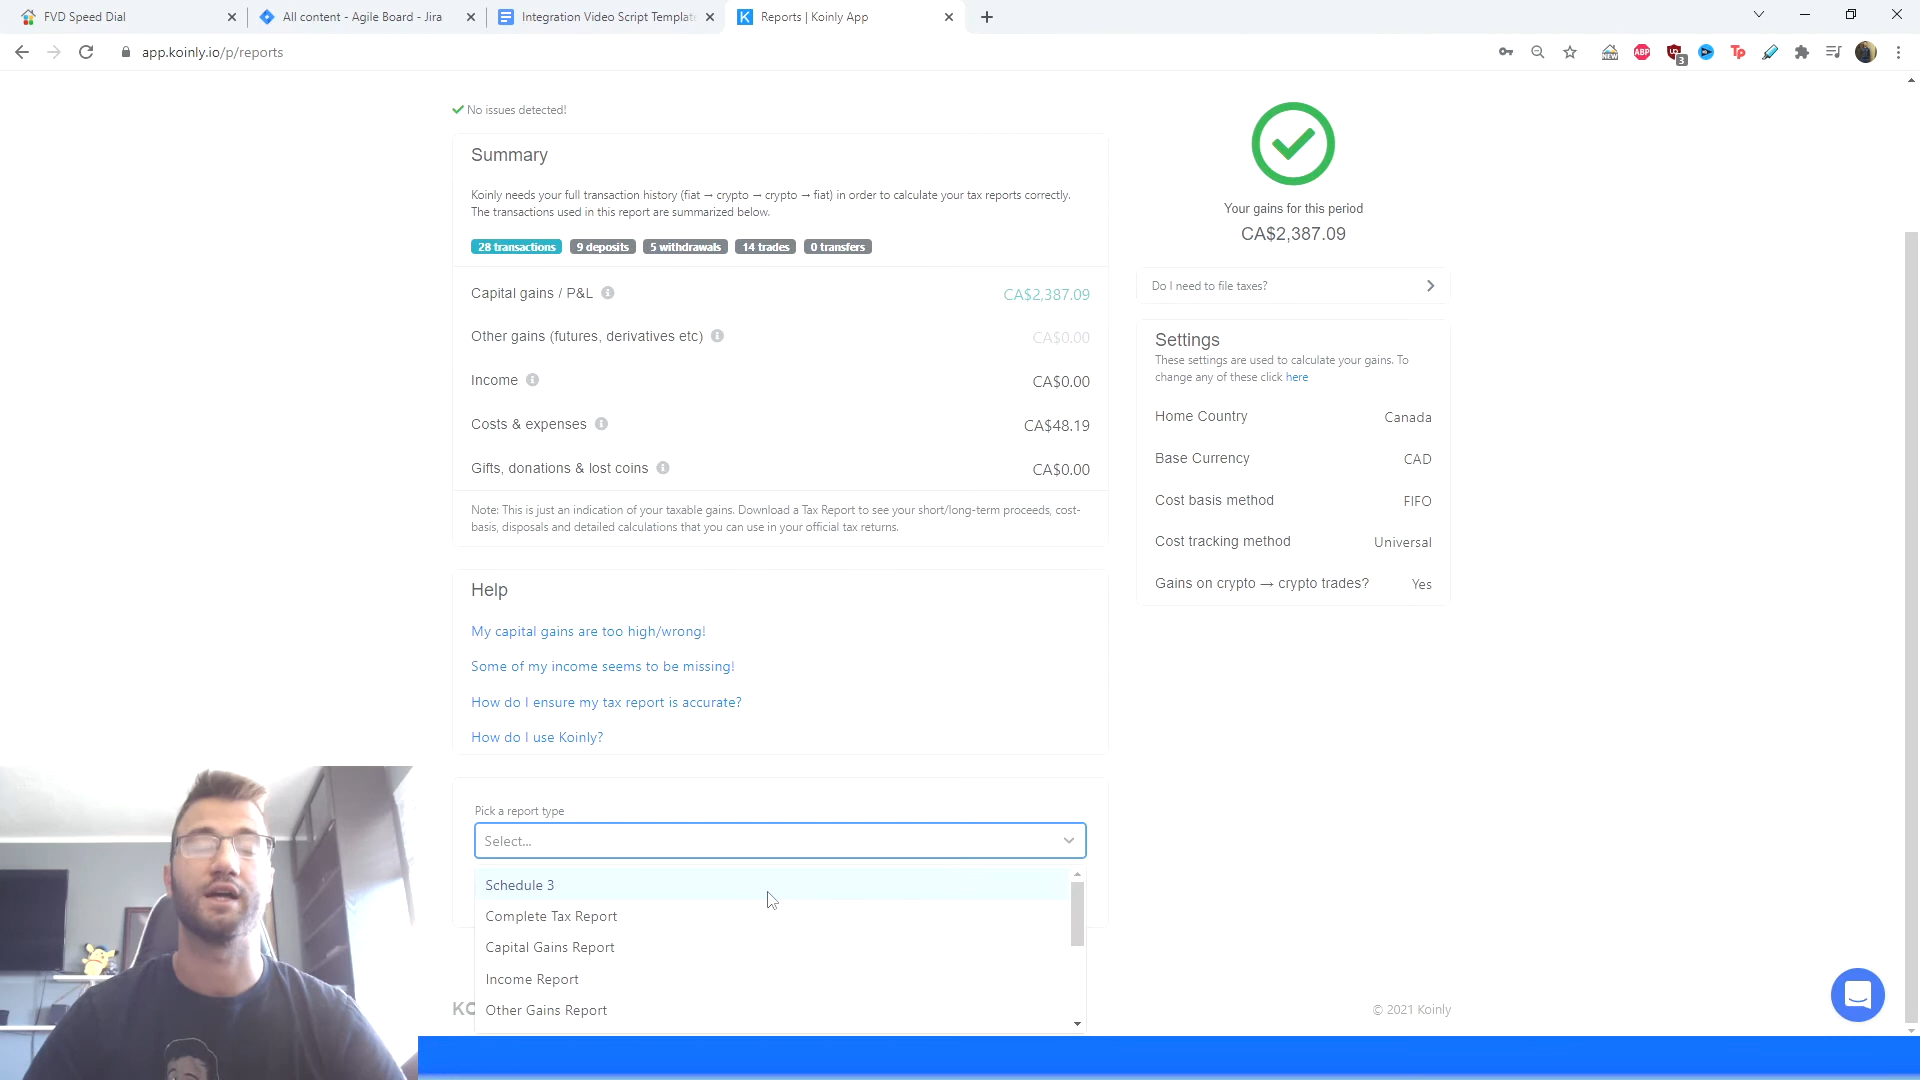 FVD Speed Dial
All content - Agile Board - Jira
Integration Video Script Templat
Reports | Koinly App
app.koinly.io/p/reports
NEW
ABP
3
Tp
No issues detected!
Summary
Koinly needs your full transaction history (fiat → crypto → crypto → fiat) in order to calculate your tax reports correctly.
The transactions used in this report are summarized below.
28 transactions 9 deposits 5 withdrawals 14 trades 0 transfers
Capital gains / P&L CA$2,387.09
Other gains (futures, derivatives etc) CA$0.00
Income CA$0.00
Costs & expenses CA$48.19
Gifts, donations & lost coins CA$0.00
Note: This is just an indication of your taxable gains. Download a Tax Report to see your short/long-term proceeds, cost-
basis, disposals and detailed calculations that you can use in your official tax returns.
Help
My capital gains are too high/wrong!
Some of my income seems to be missing!
How do I ensure my tax report is accurate?
How do I use Koinly?
Pick a report type
Select...
Schedule 3
Complete Tax Report
Capital Gains Report
Income Report
Other Gains Report
Your gains for this period
CA$2,387.09
Do I need to file taxes?
Settings
These settings are used to calculate your gains. To
change any of these click here
Home Country Canada
Base Currency CAD
Cost basis method FIFO
Cost tracking method Universal
Gains on crypto → crypto trades? Yes
KO
© 2021 Koinly